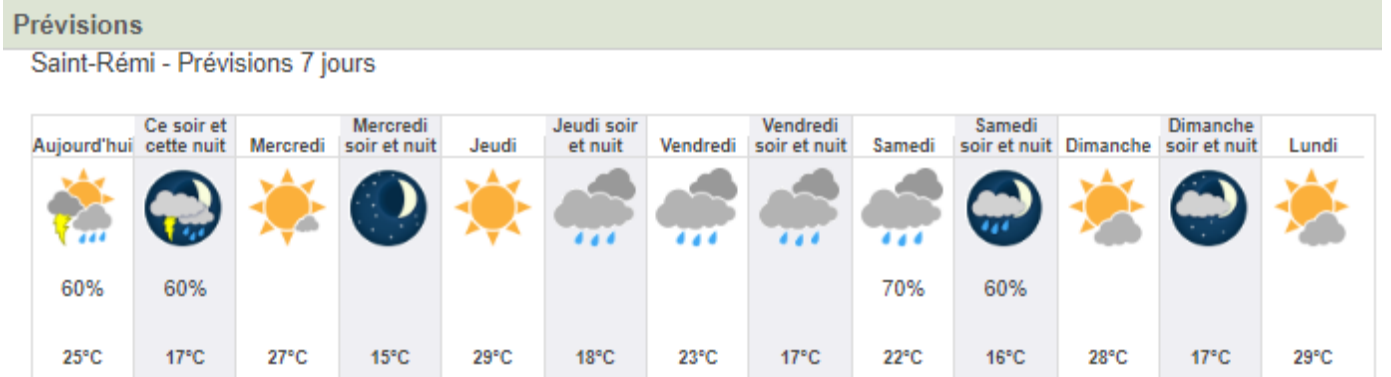 Prévisions
Saint-Rémi - Prévisions 7 jours
Aujourd'hui
Ce soir et
cette nuit
Mercredi
Mercredi
soir et nuit
Jeudi
Jeudi soir
et nuit
Vendredi
Vendredi
soir et nuit
Samedi
Samedi
soir et nuit
Dimanche
Dimanche
soir et nuit
Lundi
60% 60% 70% 60%
25°C 17°C 27°C 15°C 29°C 18°C 23°C 17°C 22°C 16°C 28°C 17°C 29°C